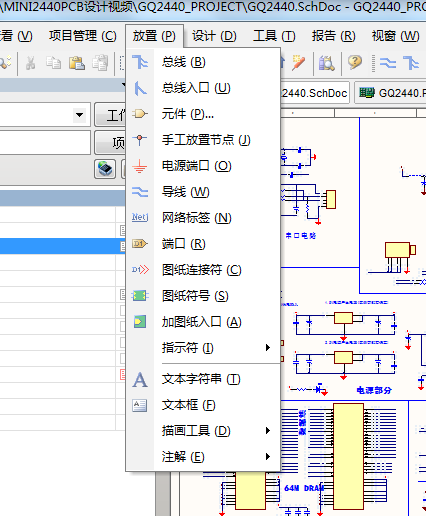 \MINI2440PCB设计视频\GQ2440_PROJECT\GQ2440.SchDoc - GQ2440_PRO
看 (V) 项目管理 (C) 放置 (P) 设计 (D) 工具 (T) 报告 (R) 视窗 (W)
总线 (B)
总线入口 (U)
2440.SchDoc GQ2440.P
工作
元件 (P)...
手工放置节点 (J)
项
电源端口 (O)
导线 (W)
Net1 网络标签 (N)
串口电路
端口 (R)
D1 图纸连接符 (C)
图纸符号 (S)
加图纸入口 (A)
指示符 (I)
A 文本字符串 (T)
电源部分
A 文本框 (F)
描画工具 (D)
注解 (E)
64M DRAM